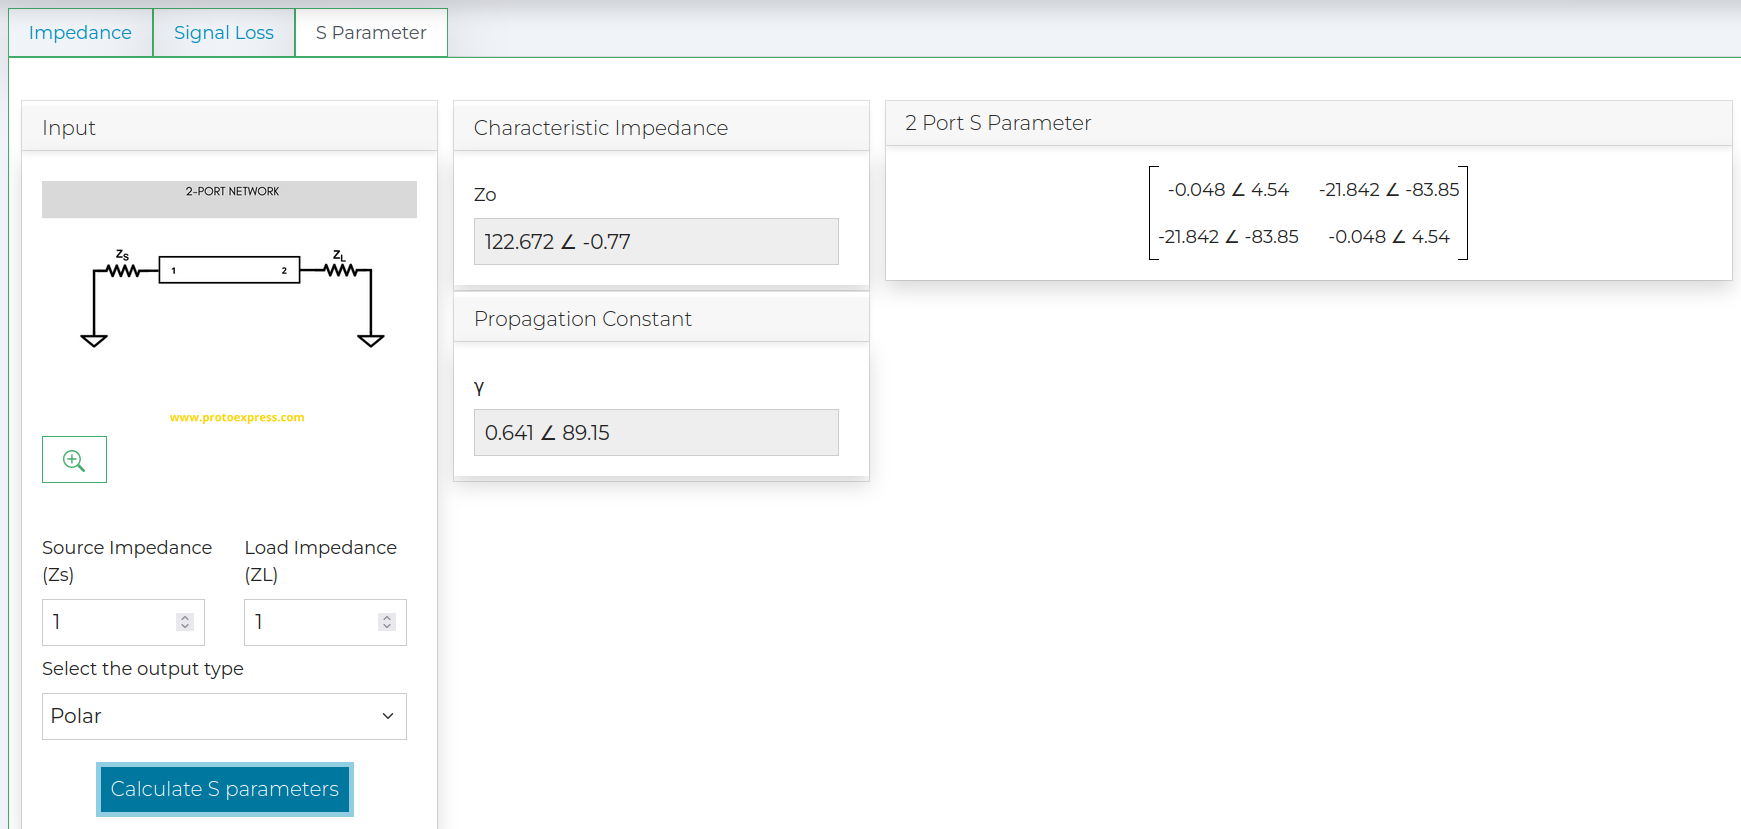 Impedance
Signal Loss
S Parameter
Input
2-PORT NETWORK
Zs
1
2
ZL
www.protoexpress.com
Source Impedance
(Zs)
Load Impedance
(ZL)
1
1
Select the output type
Polar
Calculate S parameters
Characteristic Impedance
Zo
122.672 ∠ -0.77
Propagation Constant
γ
0.641 ∠ 89.15
2 Port S Parameter
-0.048 ∠ 4.54 -21.842 ∠ -83.85
-21.842 ∠ -83.85 -0.048 ∠ 4.54